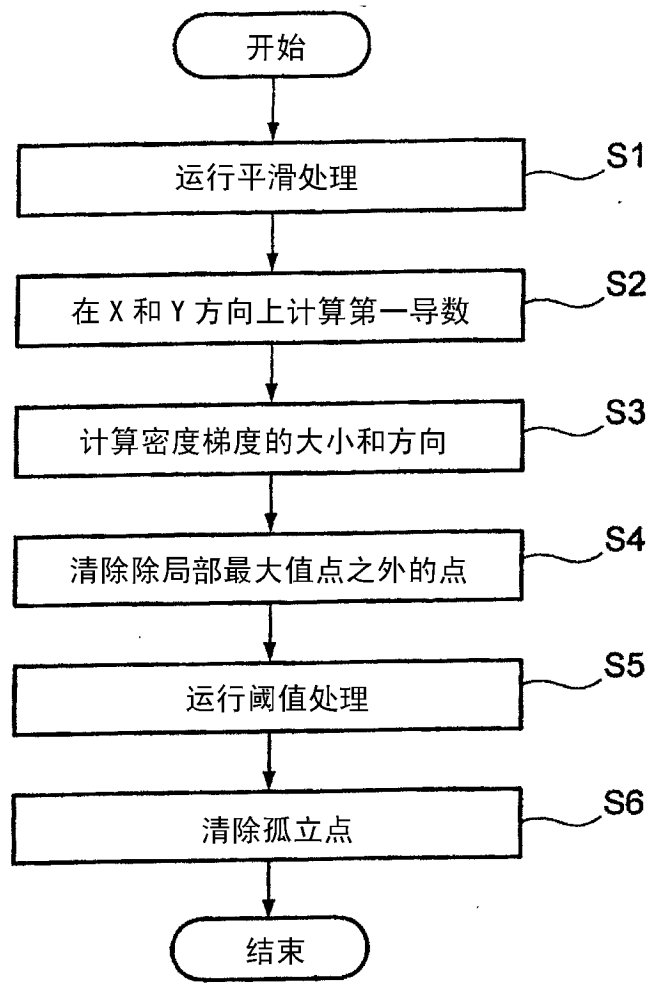 开始
运行平滑处理
S1
在 X 和 Y 方向上计算第一导数
S2
计算密度梯度的大小和方向
S3
清除除局部最大值点之外的点
S4
运行阈值处理
S5
清除孤立点
S6
结束